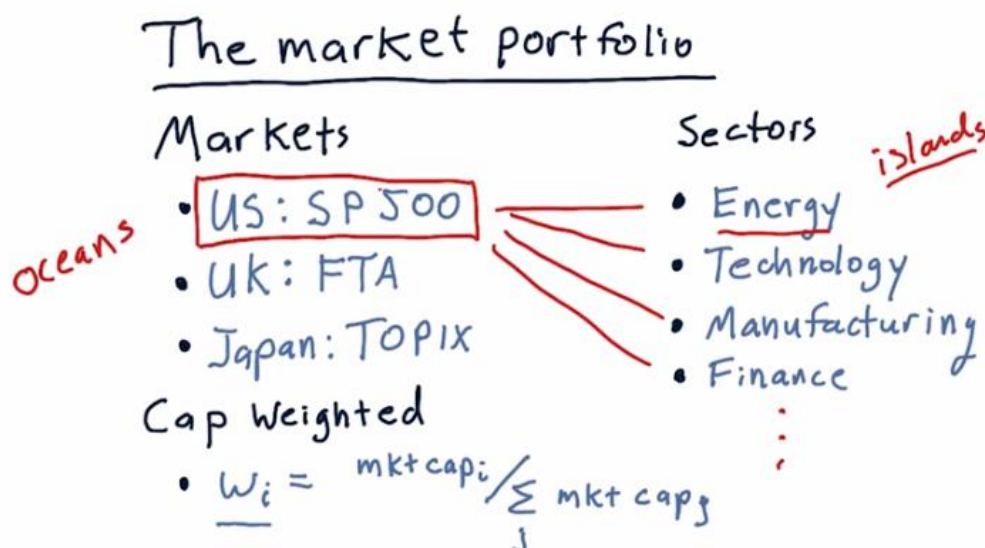 The market portfolio
Markets
• US: SP500
• UK: FTA
• Japan: TOPIX
oceans
Sectors
islands
• Energy
• Technology
• Manufacturing
• Finance
Cap Weighted
• wi = mkt capi / Σ mkt capj
j